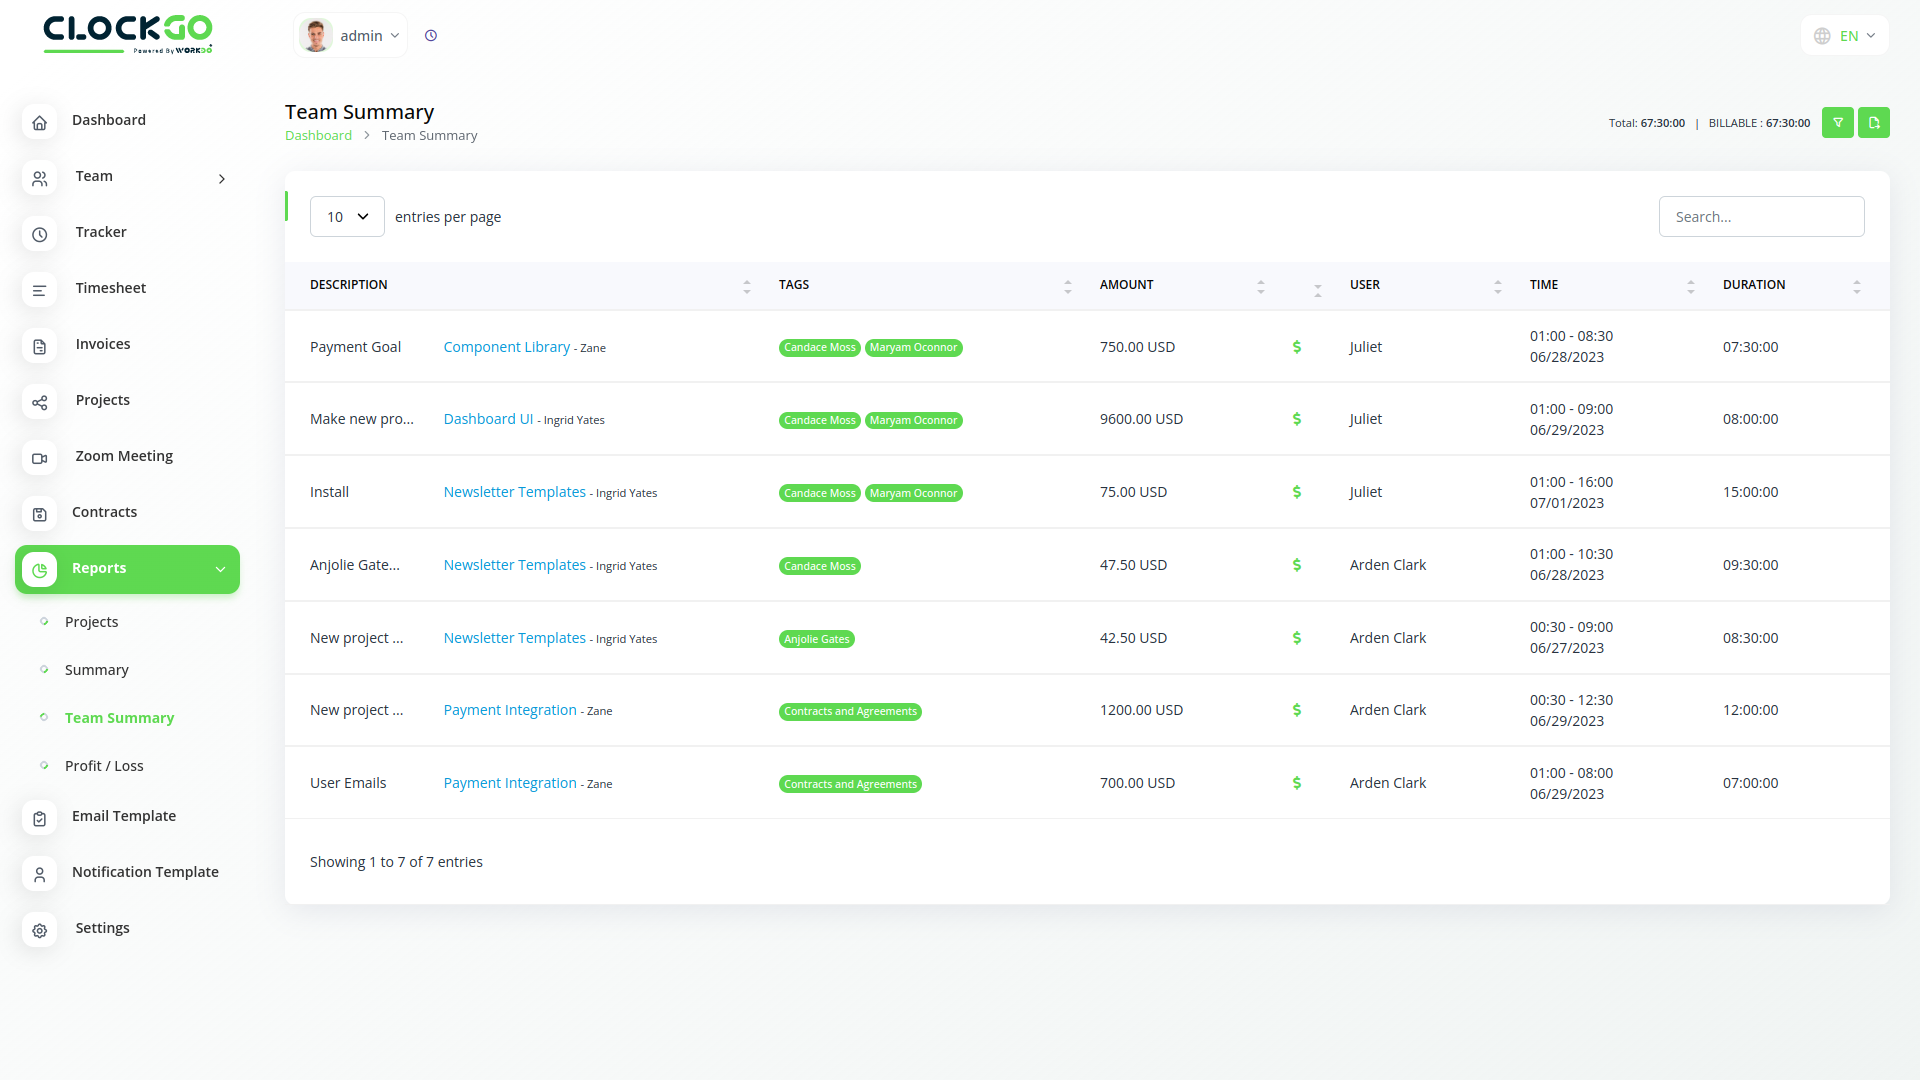 CLOCKGO
Powered By WORKGO
admin
EN
Dashboard
Team
Tracker
Timesheet
Invoices
Projects
Zoom Meeting
Contracts
Reports
Projects
Summary
Team Summary
Profit / Loss
Email Template
Notification Template
Settings
Team Summary
Dashboard > Team Summary
Total: 67:30:00 | BILLABLE : 67:30:00
10 entries per page
Search...
DESCRIPTION TAGS AMOUNT USER TIME DURATION
Payment Goal Component Library - Zane Candace Moss Maryam Oconnor 750.00 USD $ Juliet 01:00 - 08:30 07:30:00
06/28/2023
Make new pro... Dashboard UI - Ingrid Yates Candace Moss Maryam Oconnor 9600.00 USD $ Juliet 01:00 - 09:00 08:00:00
06/29/2023
Install Newsletter Templates - Ingrid Yates Candace Moss Maryam Oconnor 75.00 USD $ Juliet 01:00 - 16:00 15:00:00
07/01/2023
Anjolie Gate... Newsletter Templates - Ingrid Yates Candace Moss 47.50 USD $ Arden Clark 01:00 - 10:30 09:30:00
06/28/2023
New project ... Newsletter Templates - Ingrid Yates Anjolie Gates 42.50 USD $ Arden Clark 00:30 - 09:00 08:30:00
06/27/2023
New project ... Payment Integration - Zane Contracts and Agreements 1200.00 USD $ Arden Clark 00:30 - 12:30 12:00:00
06/29/2023
User Emails Payment Integration - Zane Contracts and Agreements 700.00 USD $ Arden Clark 01:00 - 08:00 07:00:00
06/29/2023
Showing 1 to 7 of 7 entries